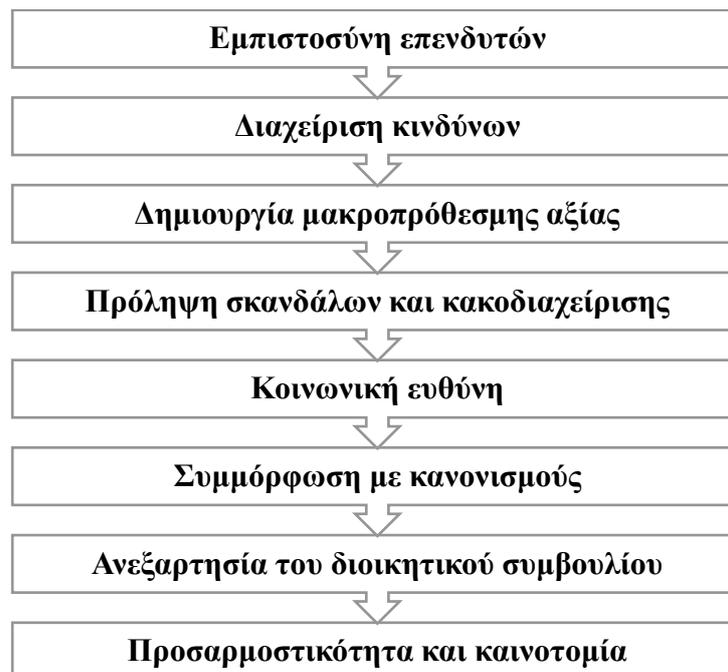 Εμπιστοσύνη επενδυτών
Διαχείριση κινδύνων
Δημιουργία μακροπρόθεσμης αξίας
Πρόληψη σκανδάλων και κακοδιαχείρισης
Κοινωνική ευθύνη
Συμμόρφωση με κανονισμούς
Ανεξαρτησία του διοικητικού συμβουλίου
Προσαρμοστικότητα και καινοτομία